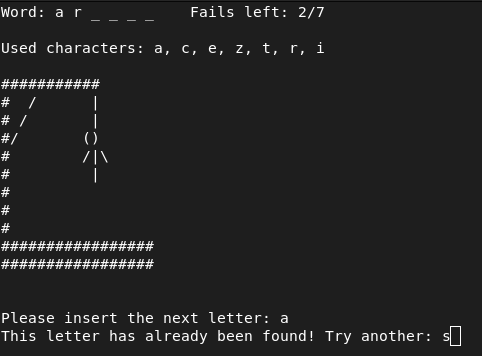 Word: a r _ _ _ _    Fails left: 2/7
Used characters: a, c, e, z, t, r, i
###########
#  /      |
# /       |
#/       ()
#        /|\
#         |
#
#
#
#################
#################
Please insert the next letter: a
This letter has already been found! Try another: s